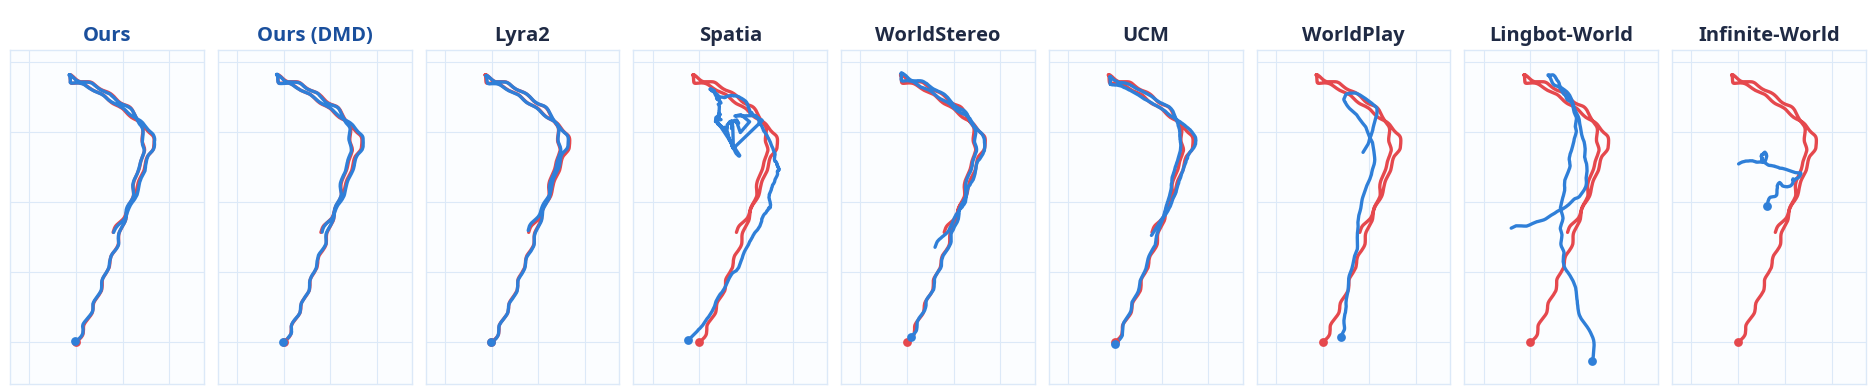 Ours
Ours (DMD)
Lyra2
Spatia
WorldStereo
UCM
WorldPlay
Lingbot-World
Infinite-World